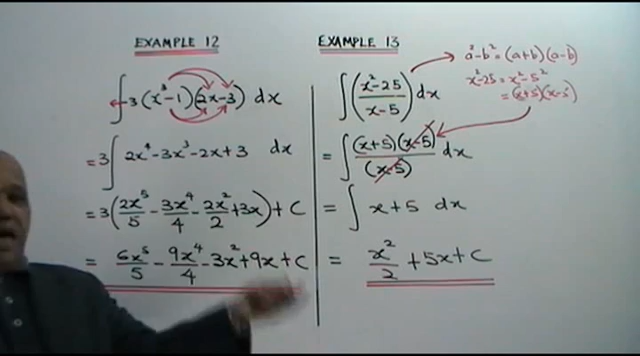 EXAMPLE 12
∫ 3(x³-1)(2x-3) dx
= 3∫ 2x⁴-3x³-2x+3 dx
= 3(2x⁵/5 - 3x⁴/4 - 2x²/2 + 3x) + C
= 6x⁵/5 - 9x⁴/4 - 3x² + 9x + C
EXAMPLE 13
∫ (x²-25/x-5) dx
a²-b² = (a+b)(a-b)
x²-25 = x²-5²
= (x+5)(x-5)
= ∫ (x+5)(x-5)/(x-5) dx
= ∫ x+5 dx
= x²/2 + 5x + C